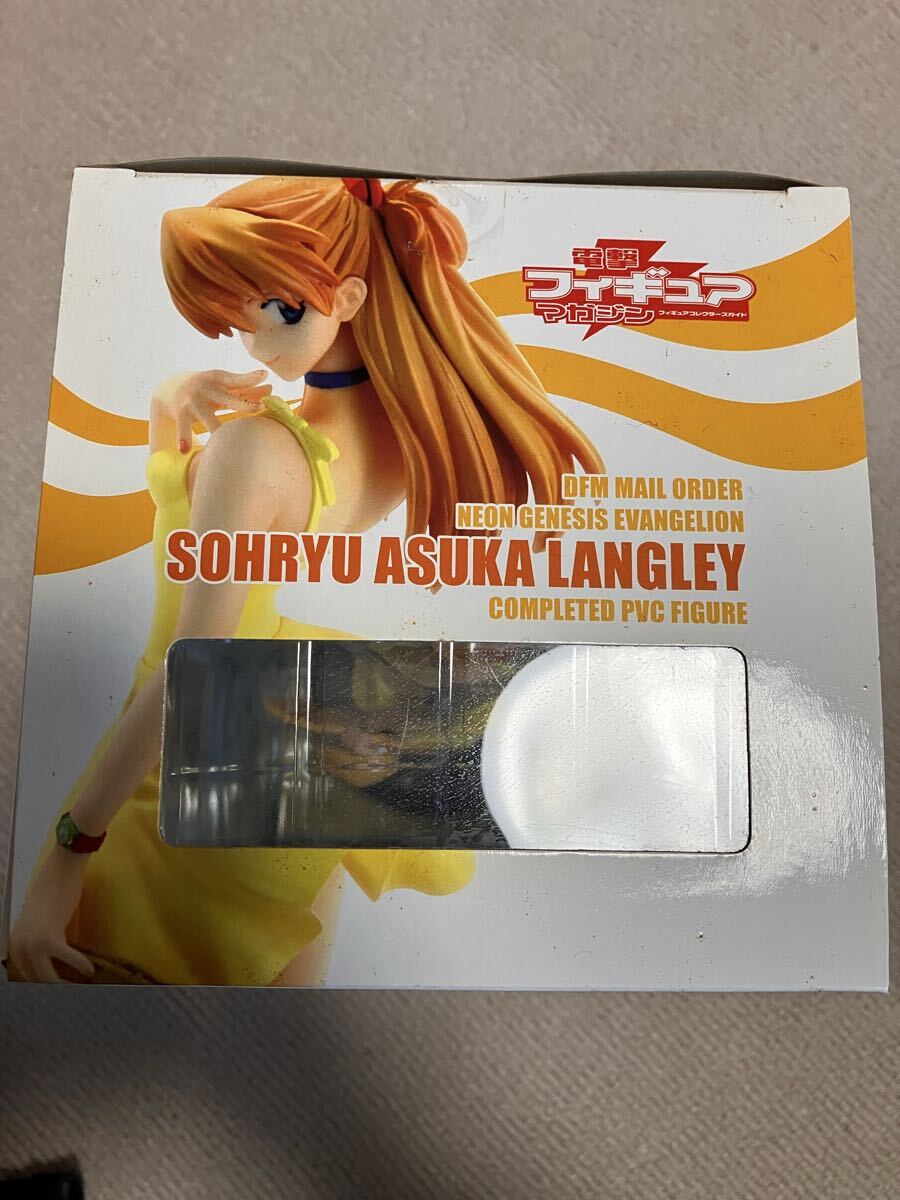 電撃
フィギュア
マガジン
フィギュアコレクターズガイド
DFM MAIL ORDER
NEON GENESIS EVANGELION
SOHRYU ASUKA LANGLEY
COMPLETED PVC FIGURE